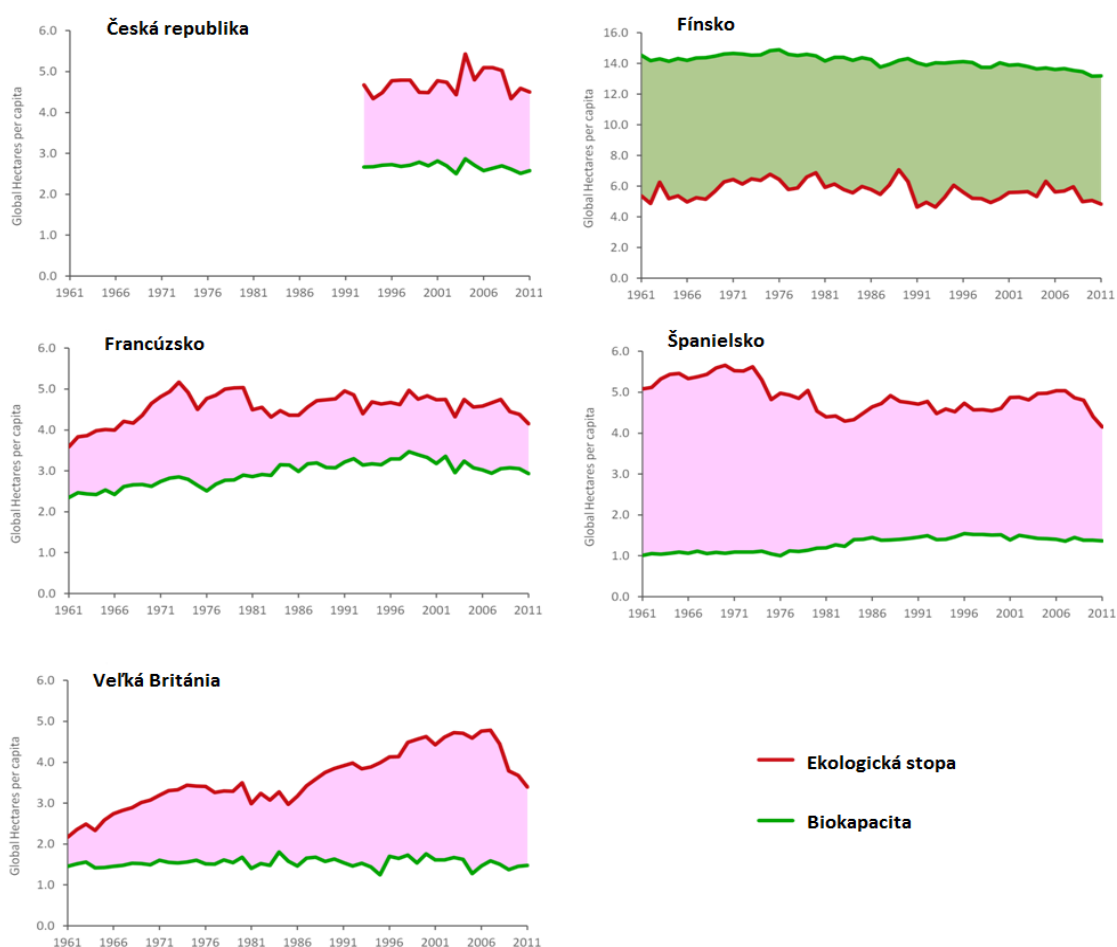 Česká republika
Global Hectares per capita
6.0
5.0
4.0
3.0
2.0
1.0
0.0
1961 1966 1971 1976 1981 1986 1991 1996 2001 2006 2011
Fínsko
Global Hectares per capita
16.0
14.0
12.0
10.0
8.0
6.0
4.0
2.0
0.0
1961 1966 1971 1976 1981 1986 1991 1996 2001 2006 2011
Francúzsko
Global Hectares per capita
6.0
5.0
4.0
3.0
2.0
1.0
0.0
1961 1966 1971 1976 1981 1986 1991 1996 2001 2006 2011
Španielsko
Global Hectares per capita
6.0
5.0
4.0
3.0
2.0
1.0
0.0
1961 1966 1971 1976 1981 1986 1991 1996 2001 2006 2011
Veľká Británia
Global Hectares per capita
6.0
5.0
4.0
3.0
2.0
1.0
0.0
1961 1966 1971 1976 1981 1986 1991 1996 2001 2006 2011
Ekologická stopa
Biokapacita